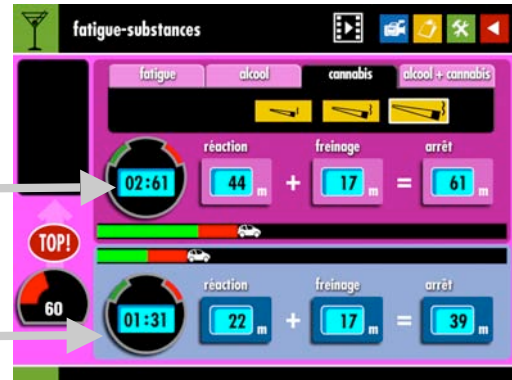 fatigue-substances
fatigue alcool cannabis alcool + cannabis
réaction freinage arrêt
02:61 44 m + 17 m = 61 m
TOP!
60
réaction freinage arrêt
01:31 22 m + 17 m = 39 m